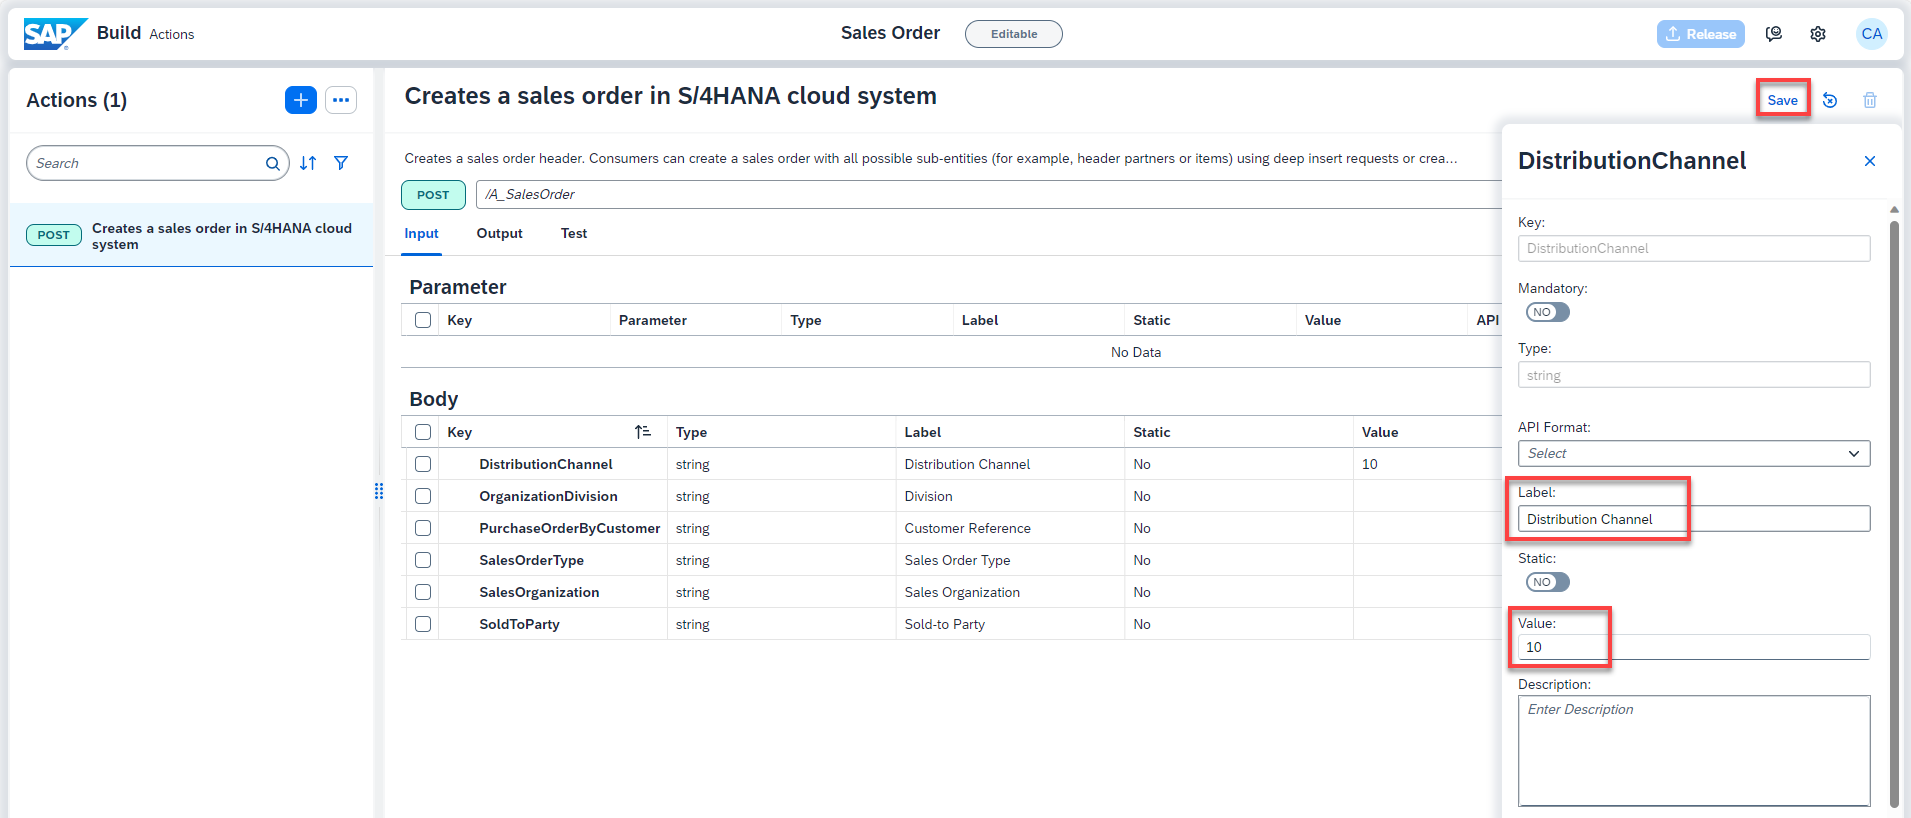 SAP Build Actions
Sales Order
Editable
Release
CA
Actions (1)
Search
POST
Creates a sales order in S/4HANA cloud
system
Creates a sales order in S/4HANA cloud system
Save
Creates a sales order header. Consumers can create a sales order with all possible sub-entities (for example, header partners or items) using deep insert requests or crea...
POST /A_SalesOrder
Input Output Test
Parameter
Key Parameter Type Label Static Value API
No Data
Body
Key Type Label Static Value
DistributionChannel string Distribution Channel No 10
OrganizationDivision string Division No
PurchaseOrderByCustomer string Customer Reference No
SalesOrderType string Sales Order Type No
SalesOrganization string Sales Organization No
SoldToParty string Sold-to Party No
DistributionChannel
Key:
DistributionChannel
Mandatory:
NO
Type:
string
API Format:
Select
Label:
Distribution Channel
Static:
NO
Value:
10
Description:
Enter Description